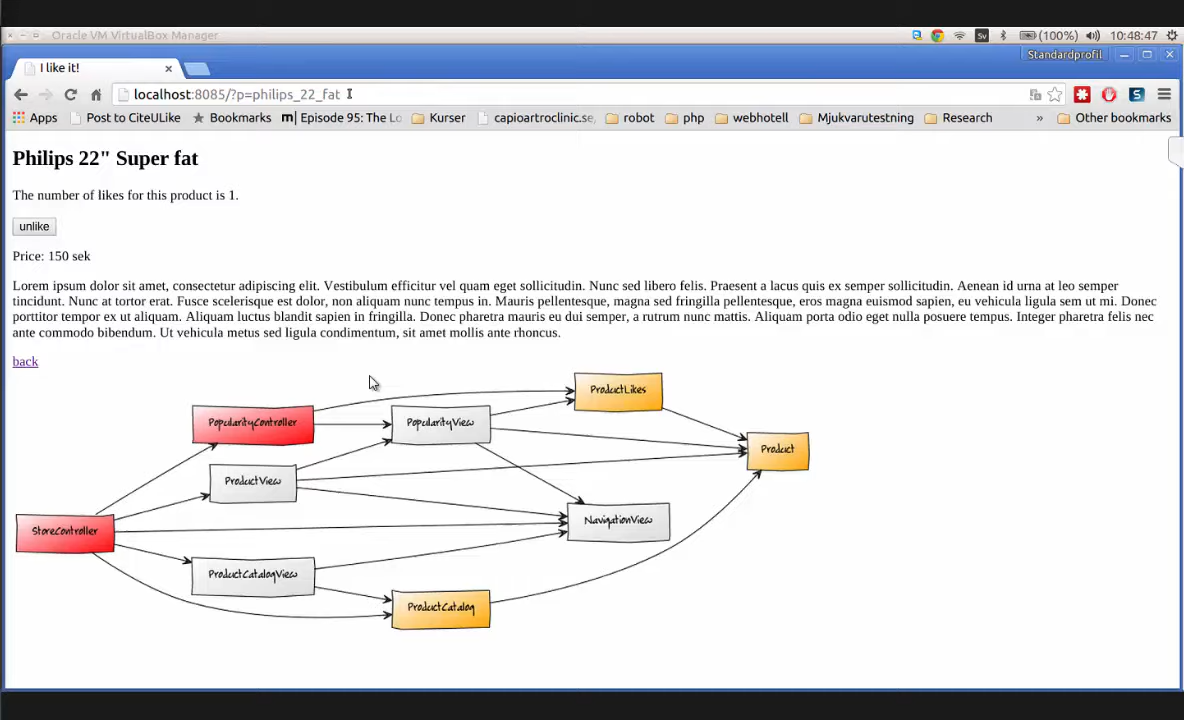 Oracle VM VirtualBox Manager
Sv (100%) 10:48:47
I like it!
Standardprofil
localhost:8085/?p=philips_22_fat
Apps Post to CiteULike Bookmarks m| Episode 95: The Lo Kurser capioartroclinic.se, robot php webhotell Mjukvarutestning Research » Other bookmarks
Philips 22" Super fat
The number of likes for this product is 1.
unlike
Price: 150 sek
Lorem ipsum dolor sit amet, consectetur adipiscing elit. Vestibulum efficitur vel quam eget sollicitudin. Nunc sed libero felis. Praesent a lacus quis ex semper sollicitudin. Aenean id urna at leo semper
tincidunt. Nunc at tortor erat. Fusce scelerisque est dolor, non aliquam nunc tempus in. Mauris pellentesque, magna sed fringilla pellentesque, eros magna euismod sapien, eu vehicula ligula sem ut mi. Donec
porttitor tempor ex ut aliquam. Aliquam luctus blandit sapien in fringilla. Donec pharetra mauris eu dui semper, a rutrum nunc mattis. Aliquam porta odio eget nulla posuere tempus. Integer pharetra felis nec
ante commodo bibendum. Ut vehicula metus sed ligula condimentum, sit amet mollis ante rhoncus.
back
ProductLikes
PopularityController
PopularityView
Product
ProductView
NavigationView
StoreController
ProductCatalogView
ProductCatalog